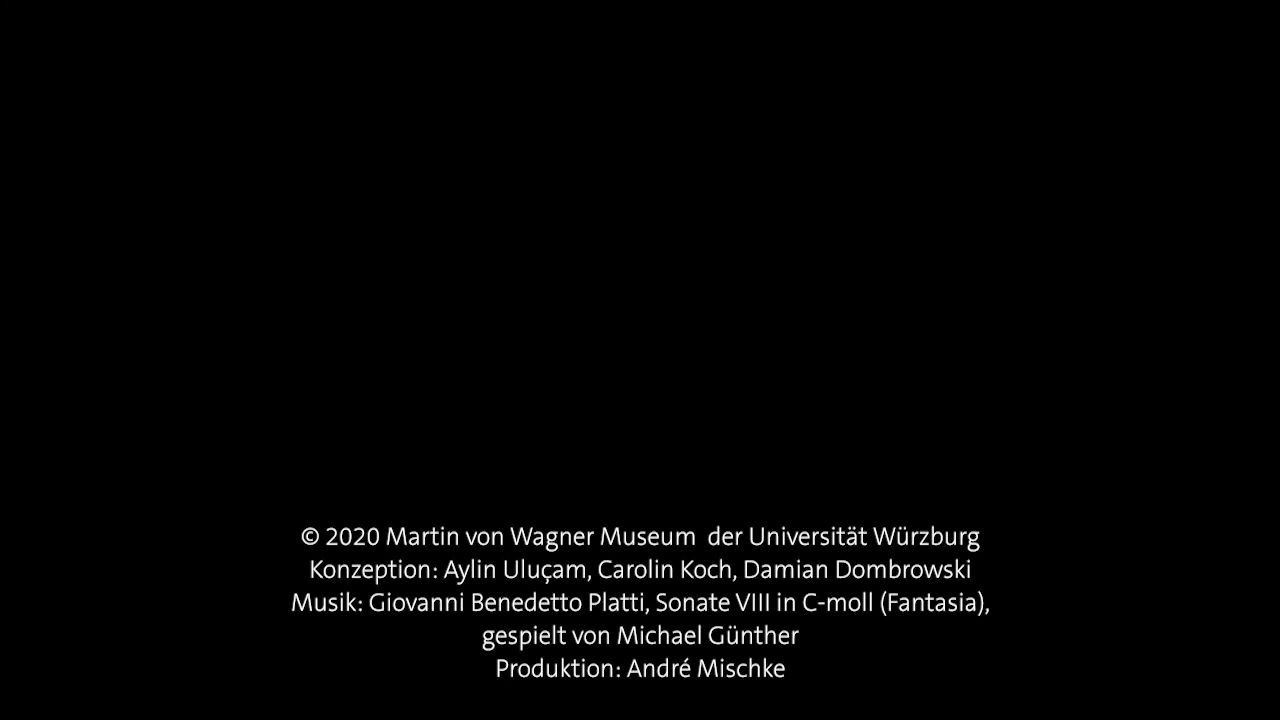 © 2020 Martin von Wagner Museum der Universität Würzburg
Konzeption: Aylin Uluçam, Carolin Koch, Damian Dombrowski
Musik: Giovanni Benedetto Platti, Sonate VIII in C-moll (Fantasia),
gespielt von Michael Günther
Produktion: André Mischke